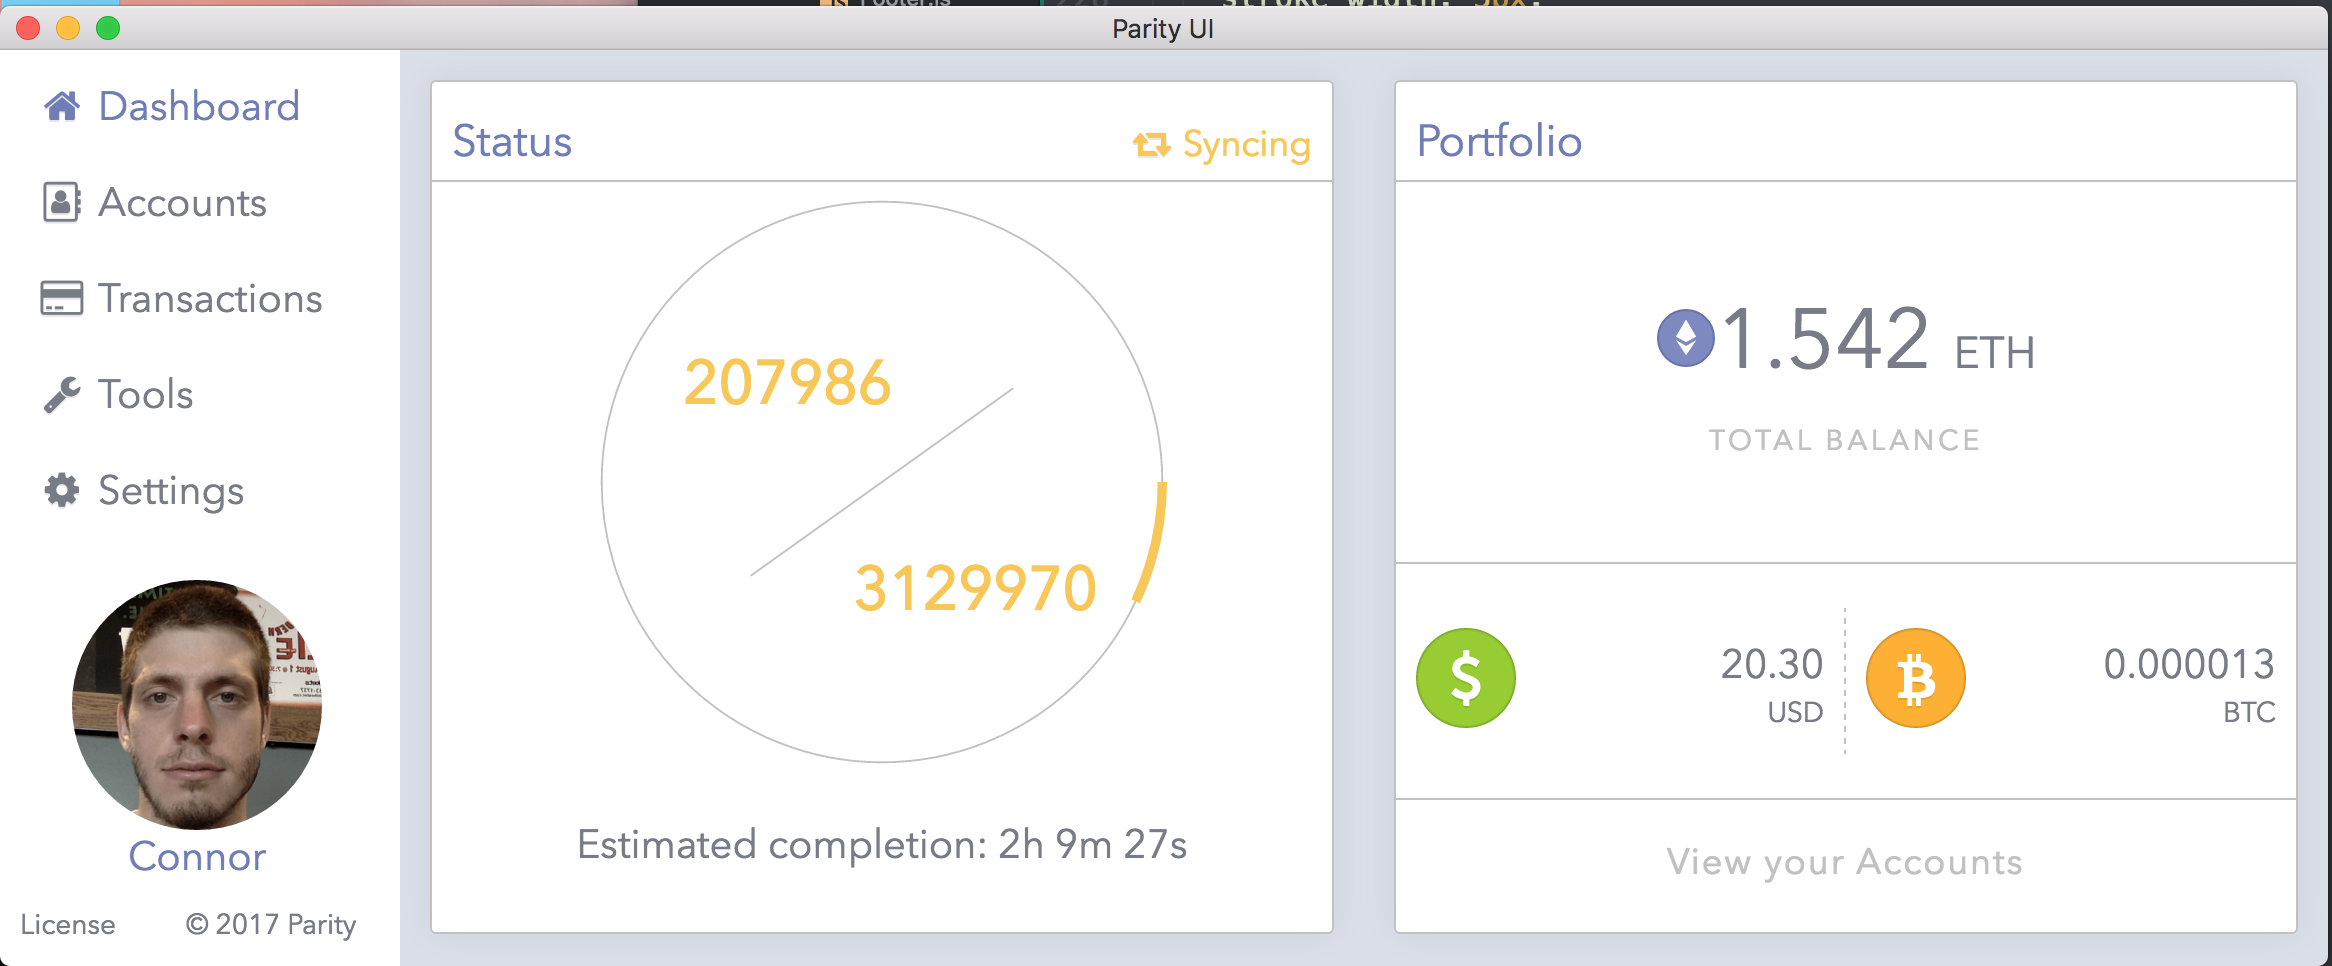 Parity UI
Dashboard
Accounts
Transactions
Tools
Settings
Connor
License
© 2017 Parity
Status
Syncing
207986
3129970
Estimated completion: 2h 9m 27s
Portfolio
1.542 ETH
TOTAL BALANCE
$
20.30
USD
0.000013
BTC
View your Accounts